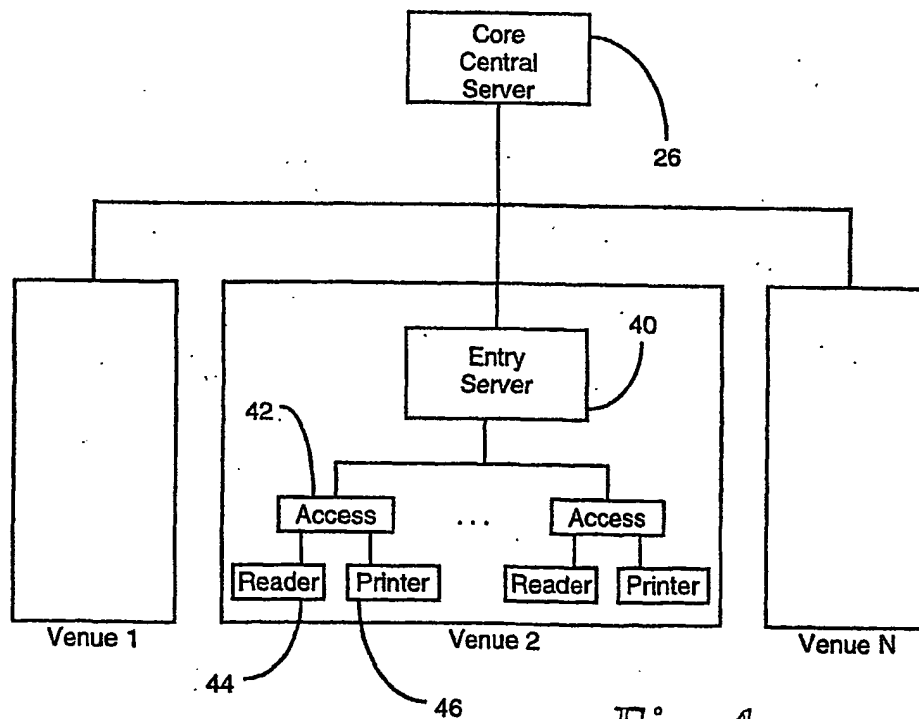 Core
Central
Server
26
Entry
Server
40
42
Access
...
Access
Reader
Printer
Reader
Printer
Venue 1
Venue 2
Venue N
44
46